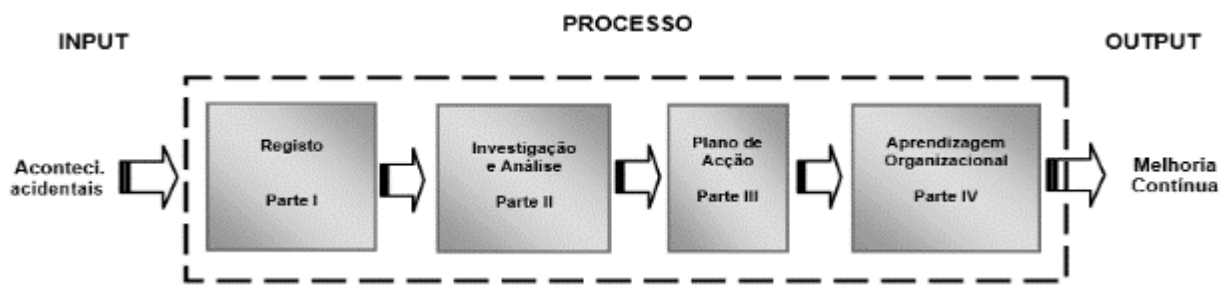 PROCESSO
INPUT
OUTPUT
Aconteci.
acidentais
Registo
Parte I
Investigação
e Análise
Parte II
Plano de
Acção
Parte III
Aprendizagem
Organizacional
Parte IV
Melhoria
Contínua